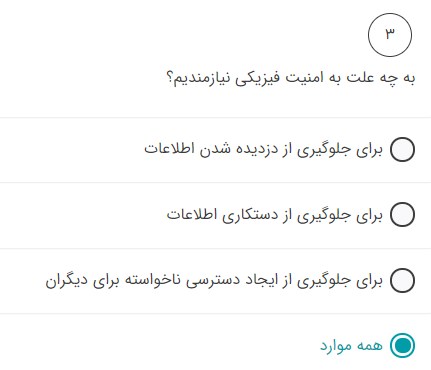 ۳
به چه علت به امنیت فیزیکی نیازمندیم؟
برای جلوگیری از دزدیده شدن اطلاعات
برای جلوگیری از دستکاری اطلاعات
برای جلوگیری از ایجاد دسترسی ناخواسته برای دیگران
همه موارد